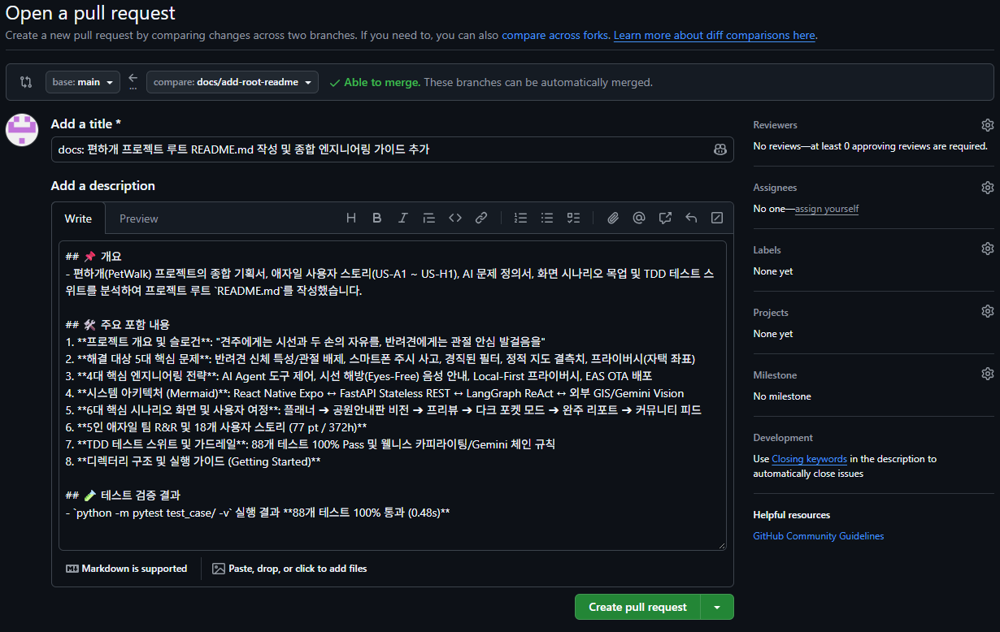 Open a pull request
Create a new pull request by comparing changes across two branches. If you need to, you can also compare across forks. Learn more about diff comparisons here.
base: main
compare: docs/add-root-readme
Able to merge. These branches can be automatically merged.
Add a title *
docs: 편하개 프로젝트 루트 README.md 작성 및 종합 엔지니어링 가이드 추가
Add a description
Write
Preview
## 📌 개요
- 편하개(PetWalk) 프로젝트의 종합 기획서, 애자일 사용자 스토리(US-A1 ~ US-H1), AI 문제 정의서, 화면 시나리오 목업 및 TDD 테스트 스
위트를 분석하여 프로젝트 루트 `README.md`를 작성했습니다.
## 🛠️ 주요 포함 내용
1. **프로젝트 개요 및 슬로건**: "견주에게는 시선과 두 손의 자유를, 반려견에게는 관절 안심 발걸음을"
2. **해결 대상 5대 핵심 문제**: 반려견 신체 특성/관절 배제, 스마트폰 주시 사고, 경직된 필터, 정적 지도 결측치, 프라이버시(자택 좌표)
3. **4대 핵심 엔지니어링 전략**: AI Agent 도구 제어, 시선 해방(Eyes-Free) 음성 안내, Local-First 프라이버시, EAS OTA 배포
4. **시스템 아키텍처 (Mermaid)**: React Native Expo ↔ FastAPI Stateless REST ↔ LangGraph ReAct ↔ 외부 GIS/Gemini Vision
5. **6대 핵심 시나리오 화면 및 사용자 여정**: 플래너 ➔ 공원안내판 비전 ➔ 프리뷰 ➔ 다크 포켓 모드 ➔ 완주 리포트 ➔ 커뮤니티 피드
6. **5인 애자일 팀 R&R 및 18개 사용자 스토리 (77 pt / 372h)**
7. **TDD 테스트 스위트 및 가드레일**: 88개 테스트 100% Pass 및 웰니스 카피라이팅/Gemini 체인 규칙
8. **디렉터리 구조 및 실행 가이드 (Getting Started)**
## 🧪 테스트 검증 결과
- `python -m pytest test_case/ -v` 실행 결과 **88개 테스트 100% 통과 (0.48s)**
Markdown is supported
Paste, drop, or click to add files
Create pull request
Reviewers
No reviews—at least 0 approving reviews are required.
Assignees
No one—assign yourself
Labels
None yet
Projects
None yet
Milestone
No milestone
Development
Use Closing keywords in the description to
automatically close issues
Helpful resources
GitHub Community Guidelines